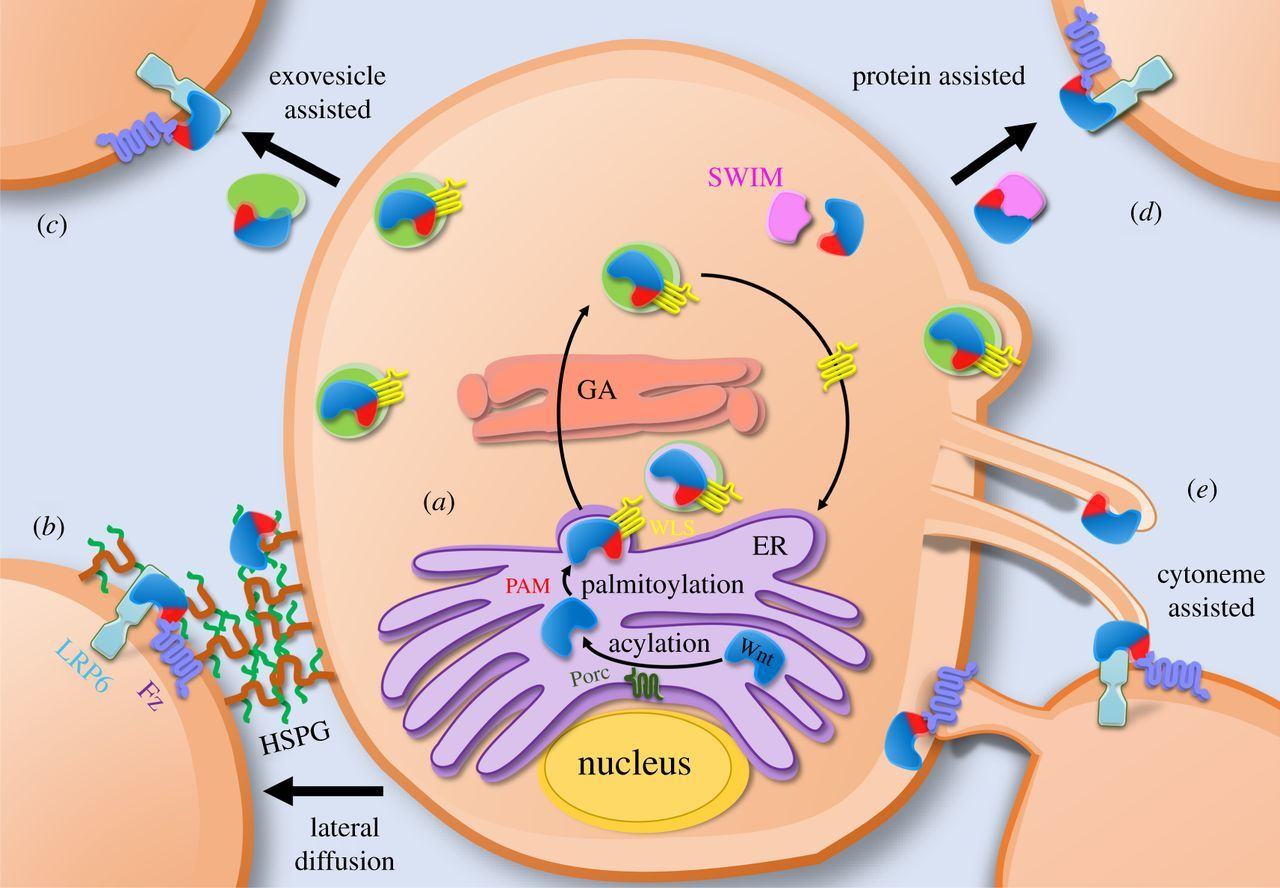 exovesicle
assisted
protein assisted
SWIM
(c)
(d)
GA
(a)
(e)
(b)
WLS
ER
PAM
palmitoylation
cytoneme
assisted
acylation
Wnt
Porc
LRP6
Fz
HSPG
nucleus
lateral
diffusion